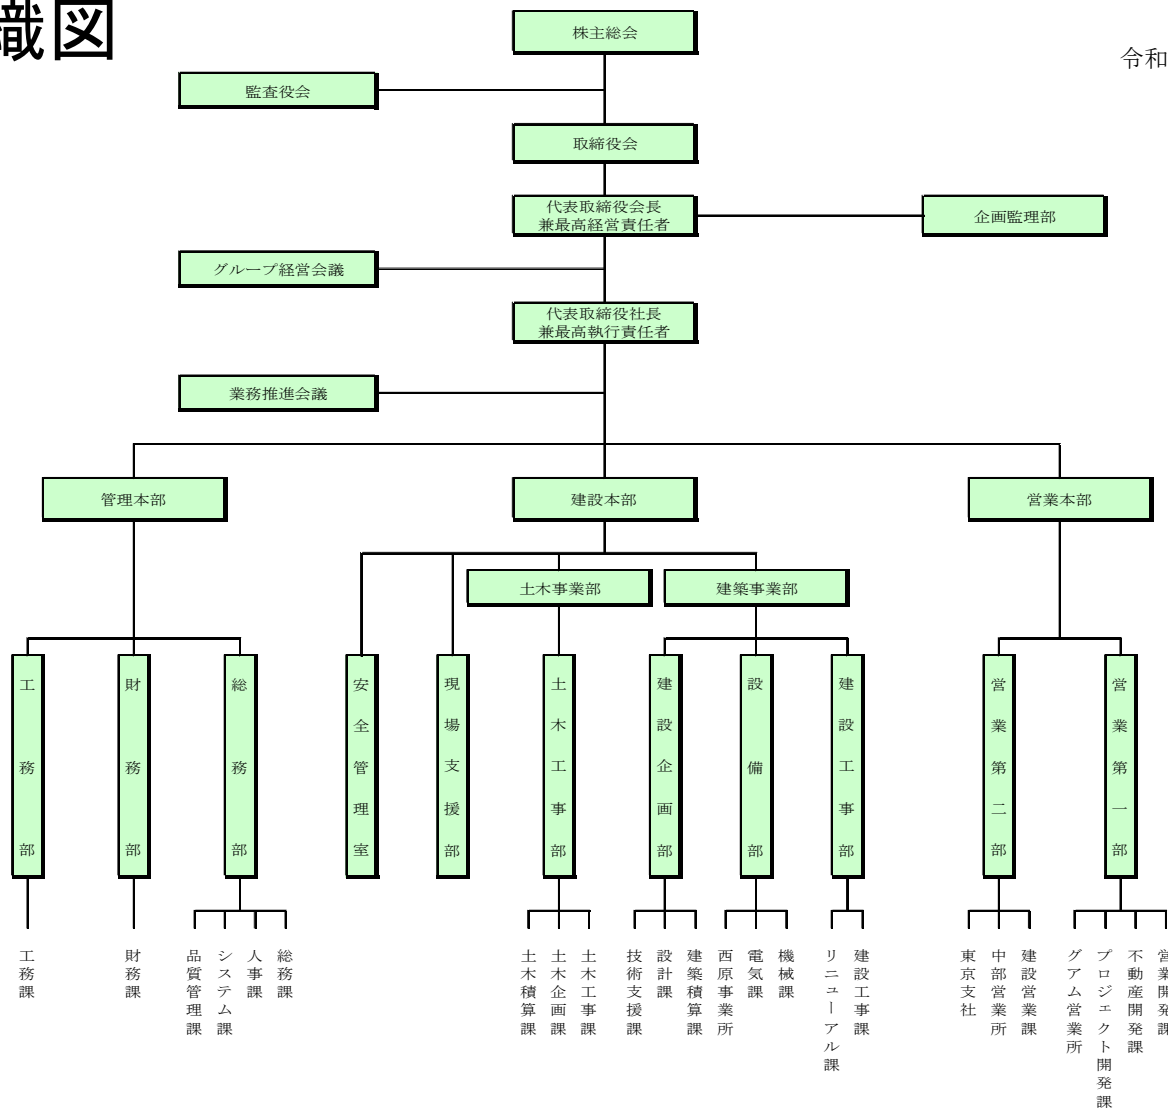 織図
令和
株主総会
監査役会
取締役会
代表取締役会長
兼最高経営責任者
企画監理部
グループ経営会議
代表取締役社長
兼最高執行責任者
業務推進会議
管理本部
建設本部
営業本部
土木事業部
建築事業部
工務部
財務部
総務部
安全管理室
現場支援部
土木工事部
建設企画部
設備部
建設工事部
営業第二部
営業第一部
工務課
財務課
品質管理課
システム課
人事課
総務課
土木積算課
土木企画課
土木工事課
技術支援課
設計課
建築積算課
西原事業所
電気課
機械課
リニューアル課
建設工事課
東京支社
中部営業所
建設営業課
グアム営業所
プロジェクト開発課
不動産開発課
営業開発課